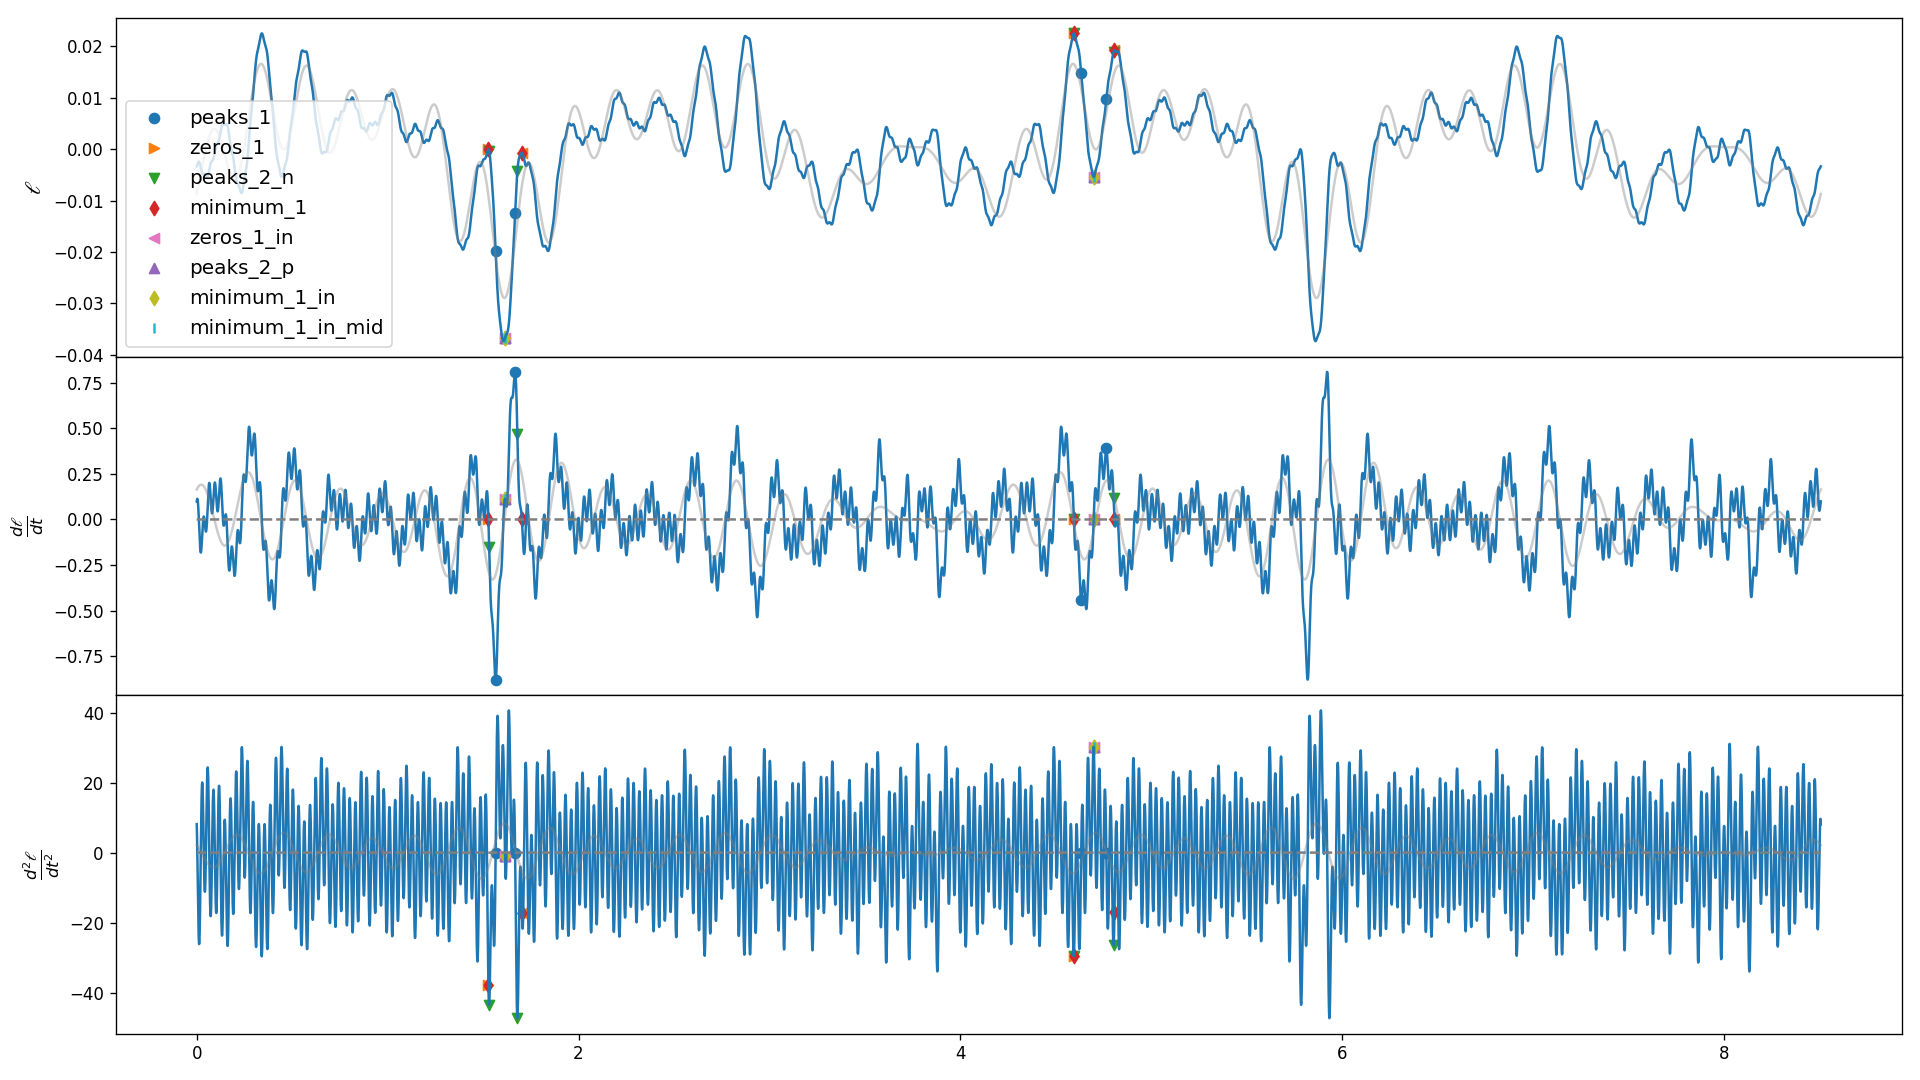 0.02
0.01
0.00
−0.01
−0.02
−0.03
−0.04
ℓ
peaks_1
zeros_1
peaks_2_n
minimum_1
zeros_1_in
peaks_2_p
minimum_1_in
minimum_1_in_mid
0.75
0.50
0.25
0.00
−0.25
−0.50
−0.75
dℓ
dt
40
20
0
−20
−40
d²ℓ
dt²
0 2 4 6 8